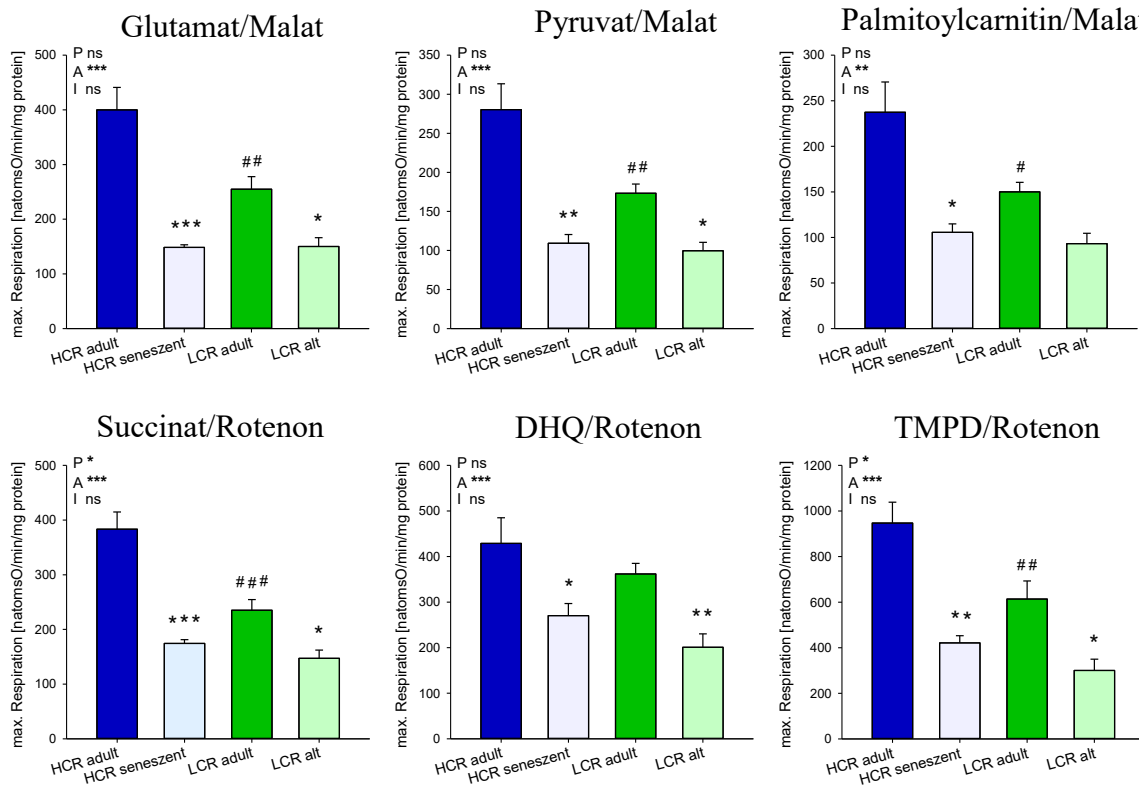 Glutamat/Malat
max. Respiration [natomsO/min/mg protein]
P ns
A ***
I ns
500
400
300
200
100
0
***
##
*
HCR adult
HCR seneszent
LCR adult
LCR alt
Pyruvat/Malat
max. Respiration [natomsO/min/mg protein]
P ns
A ***
I ns
350
300
250
200
150
100
50
0
**
##
*
HCR adult
HCR seneszent
LCR adult
LCR alt
Palmitoylcarnitin/Malat
max. Respiration [natomsO/min/mg protein]
P ns
A **
I ns
300
250
200
150
100
50
0
*
#
HCR adult
HCR seneszent
LCR adult
LCR alt
Succinat/Rotenon
max. Respiration [natomsO/min/mg protein]
P *
A ***
I ns
500
400
300
200
100
0
***
###
*
HCR adult
HCR seneszent
LCR adult
LCR alt
DHQ/Rotenon
max. Respiration [natomsO/min/mg protein]
P ns
A ***
I ns
600
500
400
300
200
100
0
*
**
HCR adult
HCR seneszent
LCR adult
LCR alt
TMPD/Rotenon
max. Respiration [natomsO/min/mg protein]
P *
A ***
I ns
1200
1000
800
600
400
200
0
**
##
*
HCR adult
HCR seneszent
LCR adult
LCR alt